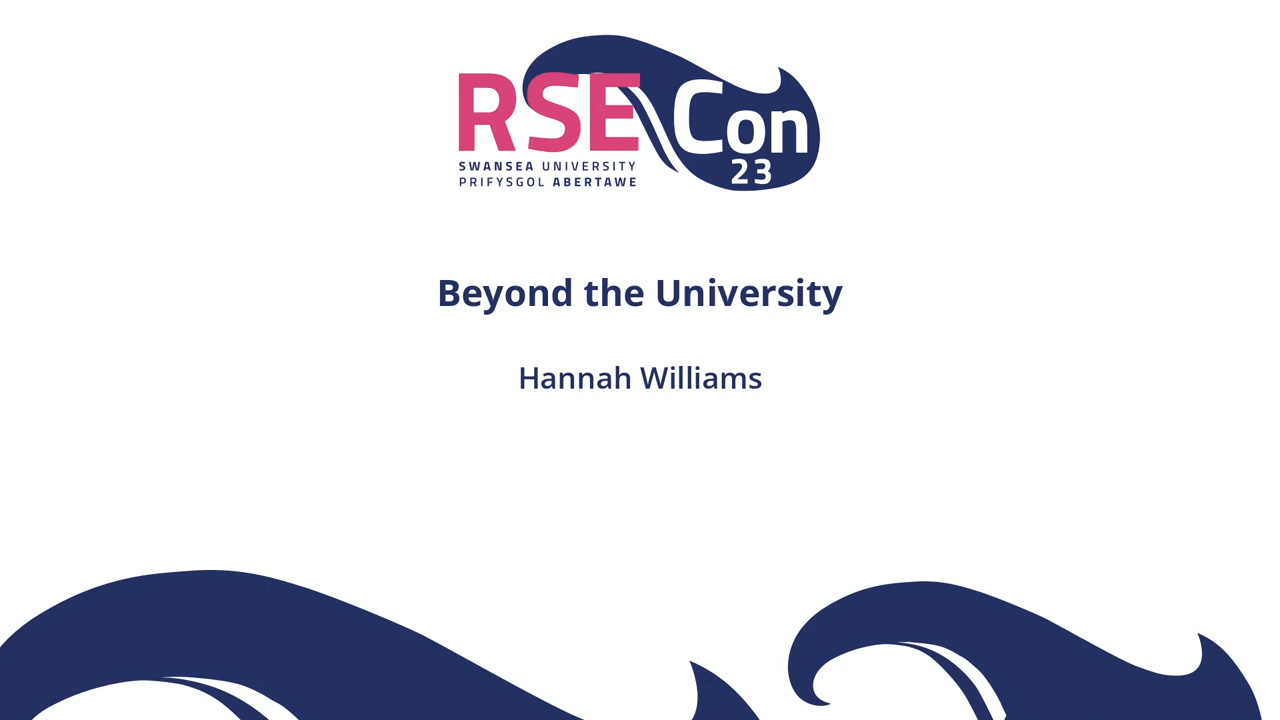 RSE Con
SWANSEA UNIVERSITY
PRIFYSGOL ABERTAWE
23
Beyond the University
Hannah Williams